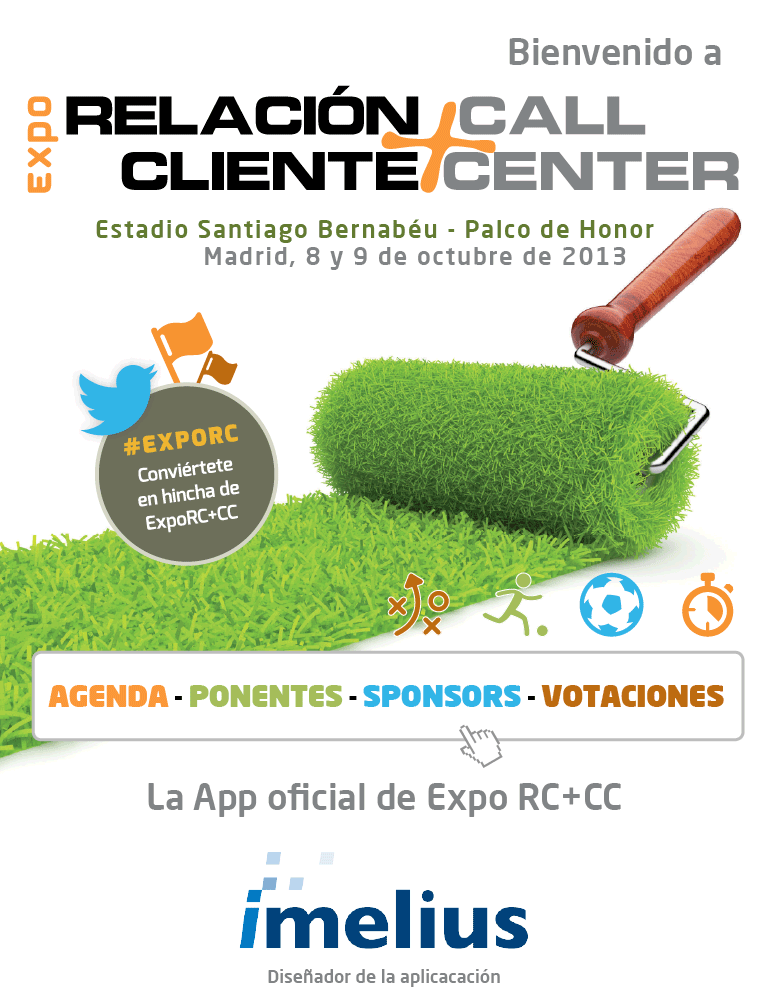 Bienvenido a
expo RELACIÓN + CALL
CLIENTE CENTER
Estadio Santiago Bernabéu - Palco de Honor
Madrid, 8 y 9 de octubre de 2013
#EXPORC
Conviértete
en hincha de
ExpoRC+CC
AGENDA - PONENTES - SPONSORS - VOTACIONES
La App oficial de Expo RC+CC
imelius
Diseñador de la aplicacación